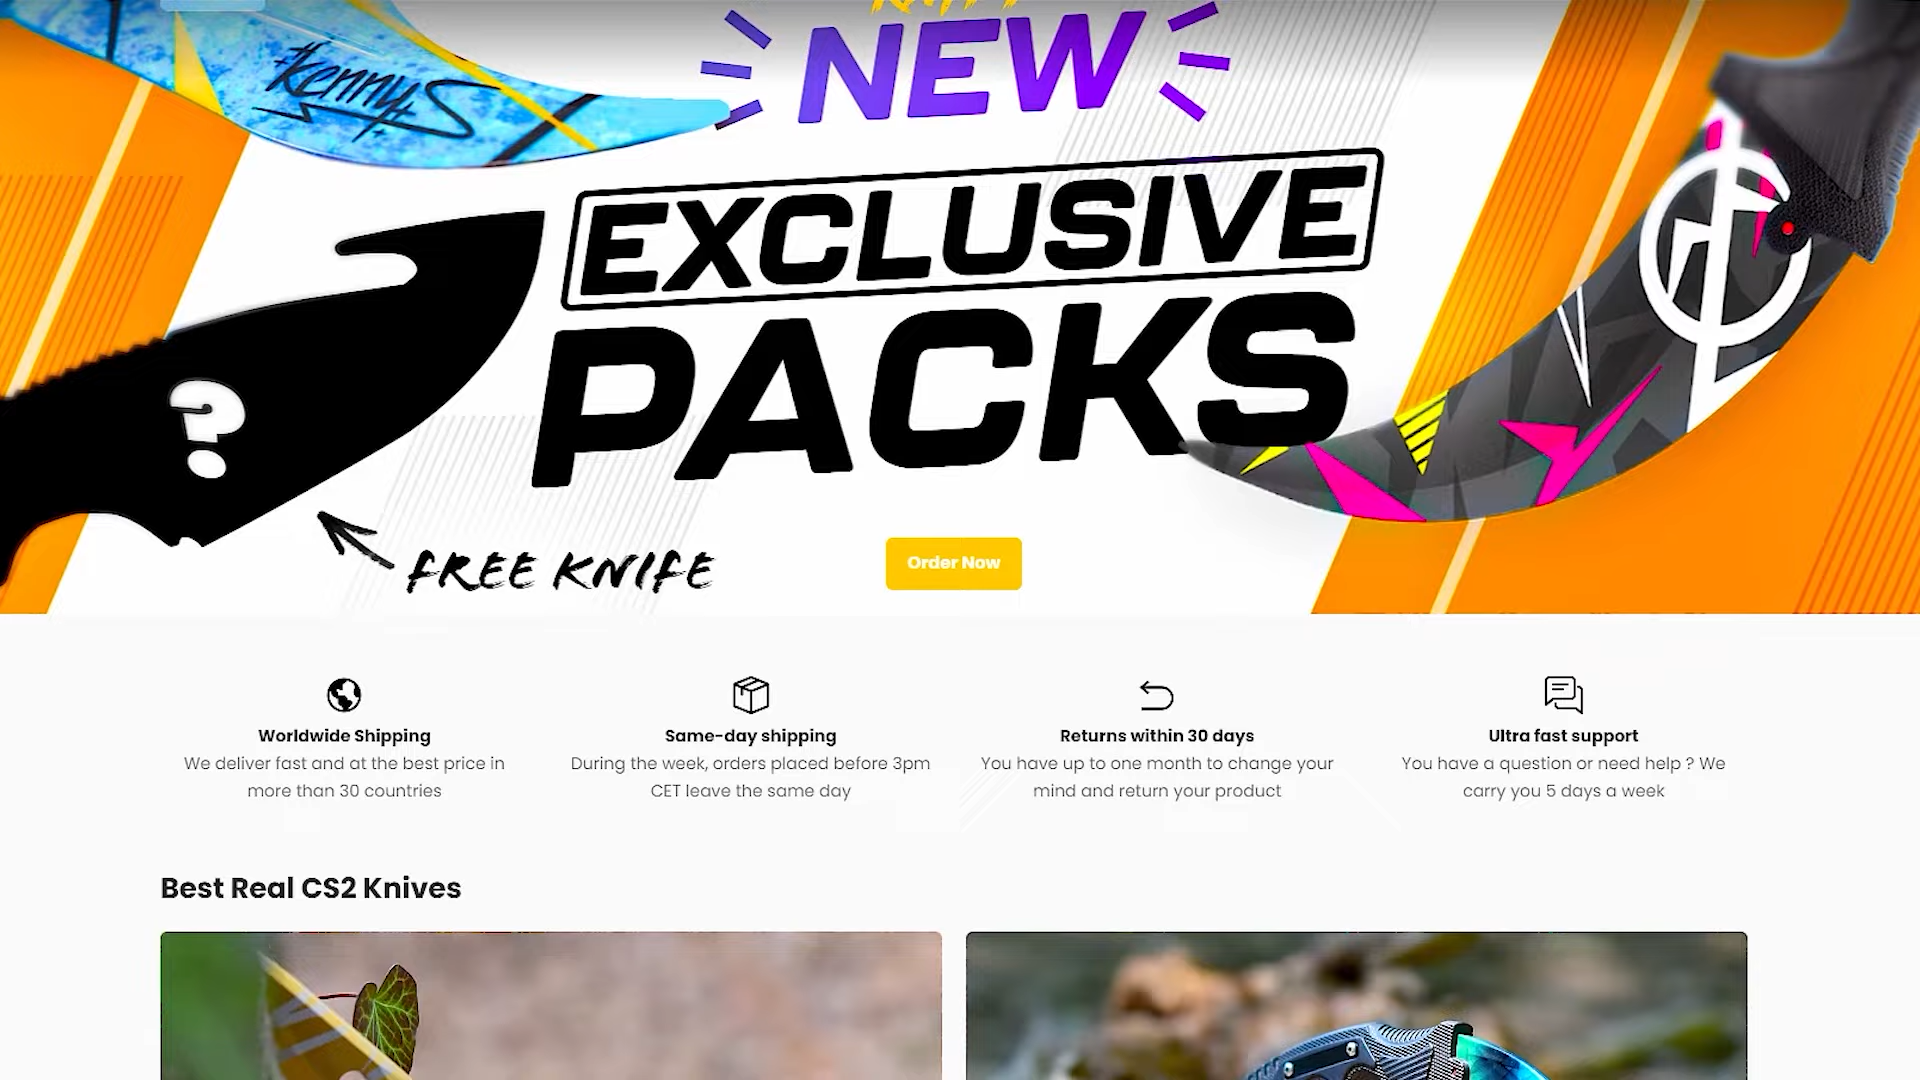 kennyS
NEW
EXCLUSIVE
PACKS
?
FREE KNIFE
Order Now
Worldwide Shipping
We deliver fast and at the best price in
more than 30 countries
Same-day shipping
During the week, orders placed before 3pm
CET leave the same day
Returns within 30 days
You have up to one month to change your
mind and return your product
Ultra fast support
You have a question or need help ? We
carry you 5 days a week
Best Real CS2 Knives